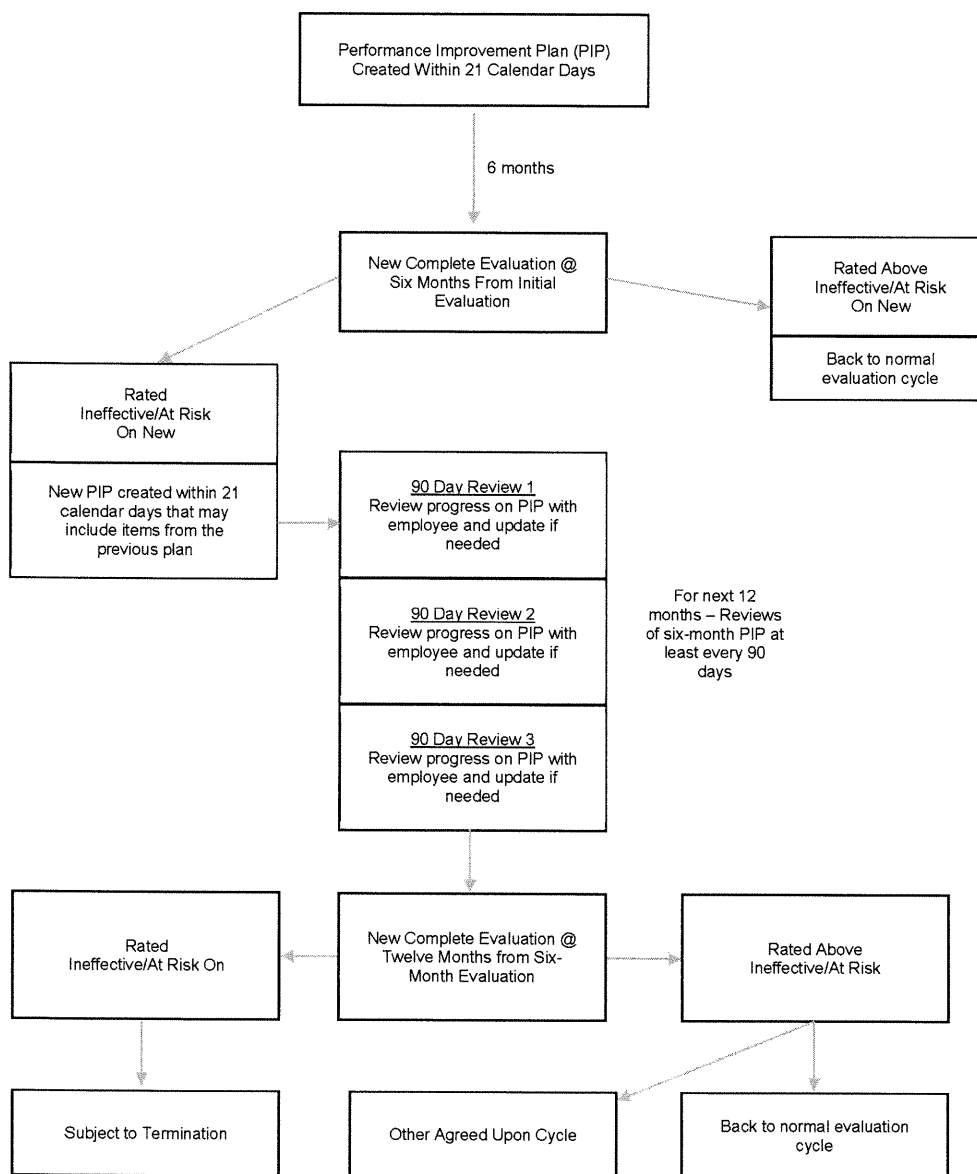 Performance Improvement Plan (PIP)
Created Within 21 Calendar Days
6 months
New Complete Evaluation @
Six Months From Initial
Evaluation
Rated Above
Ineffective/At Risk
On New
Back to normal
evaluation cycle
Rated
Ineffective/At Risk
On New
New PIP created within 21
calendar days that may
include items from the
previous plan
90 Day Review 1
Review progress on PIP with
employee and update if
needed
90 Day Review 2
Review progress on PIP with
employee and update if
needed
90 Day Review 3
Review progress on PIP with
employee and update if
needed
For next 12
months – Reviews
of six-month PIP at
least every 90
days
Rated
Ineffective/At Risk On
New Complete Evaluation @
Twelve Months from Six-
Month Evaluation
Rated Above
Ineffective/At Risk
Subject to Termination
Other Agreed Upon Cycle
Back to normal evaluation
cycle